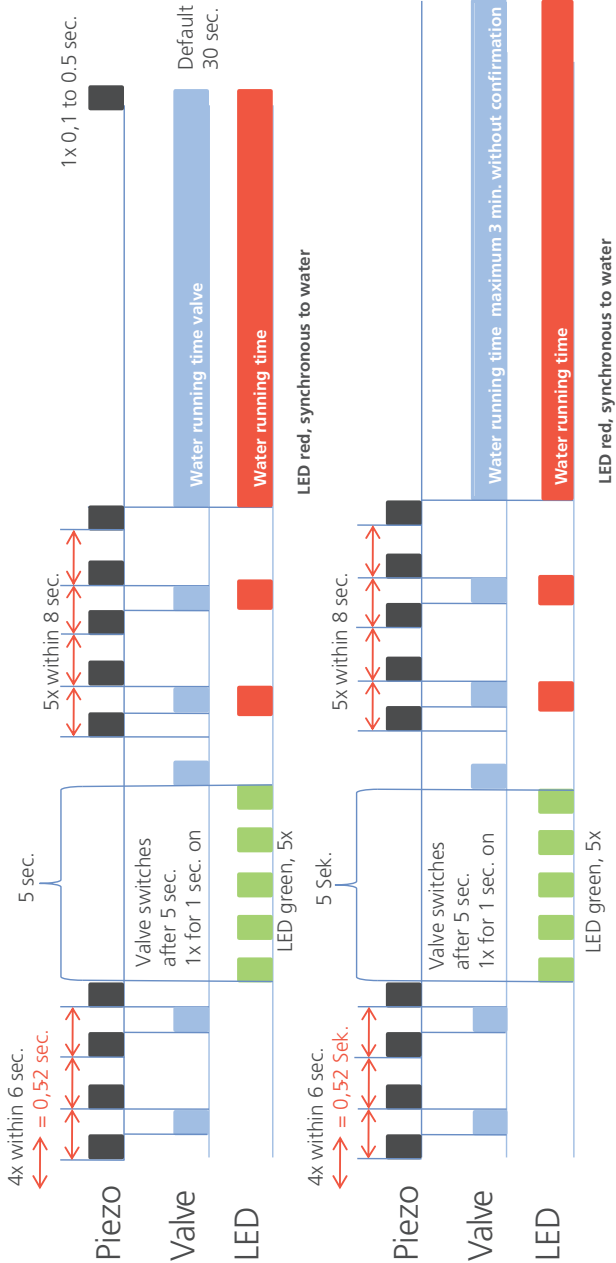 4x within 6 sec.
= 0,52 sec.
5 sec.
5x within 8 sec.
1x 0,1 to 0.5 sec.
Piezo
Valve
LED
Valve switches
after 5 sec.
1x for 1 sec. on
LED green, 5x
Water running time valve
Default
30 sec.
Water running time
LED red, synchronous to water
4x within 6 sec.
= 0,52 Sek.
5 Sek.
5x within 8 sec.
Piezo
Valve
LED
Valve switches
after 5 sec.
1x for 1 sec. on
LED green, 5x
Water running time maximum 3 min. without confirmation
Water running time
LED red, synchronous to water